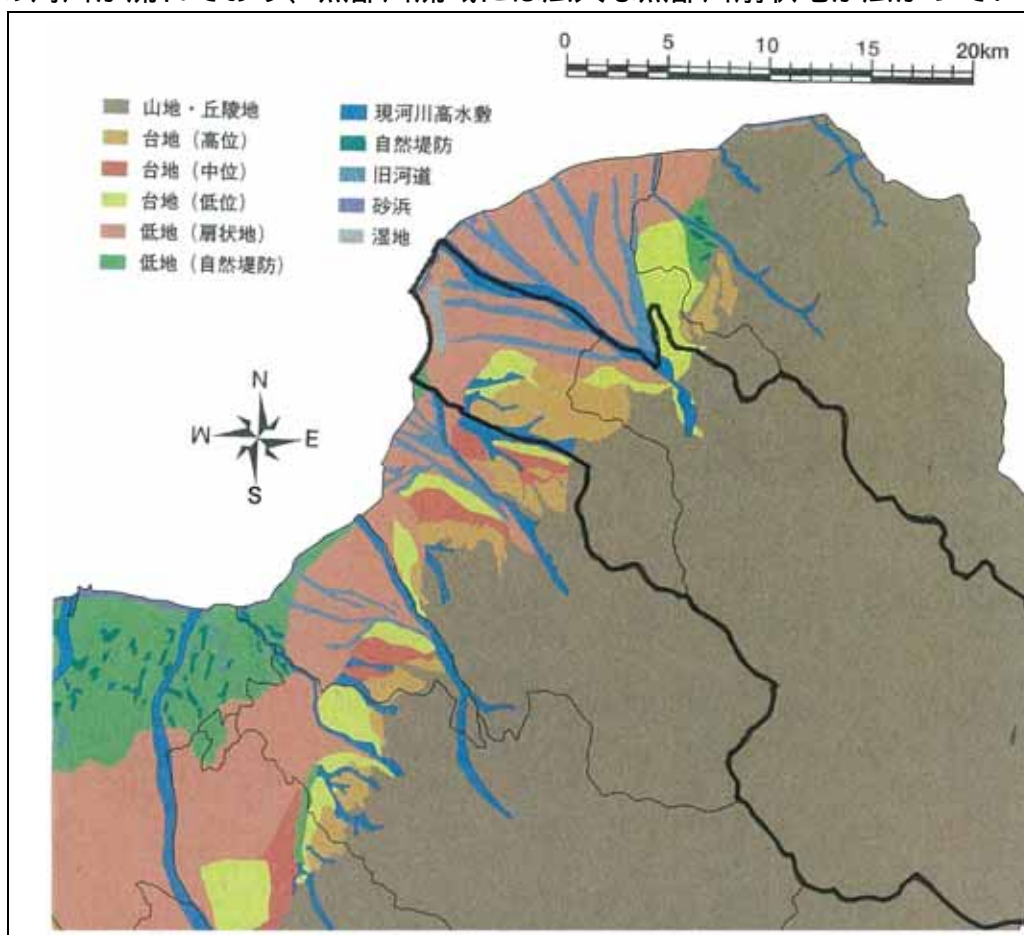 0 5 10 15 20km
山地・丘陵地
台地（高位）
台地（中位）
台地（低位）
低地（扇状地）
低地（自然堤防）
現河川高水敷
自然堤防
旧河道
砂浜
湿地
N
W E
S